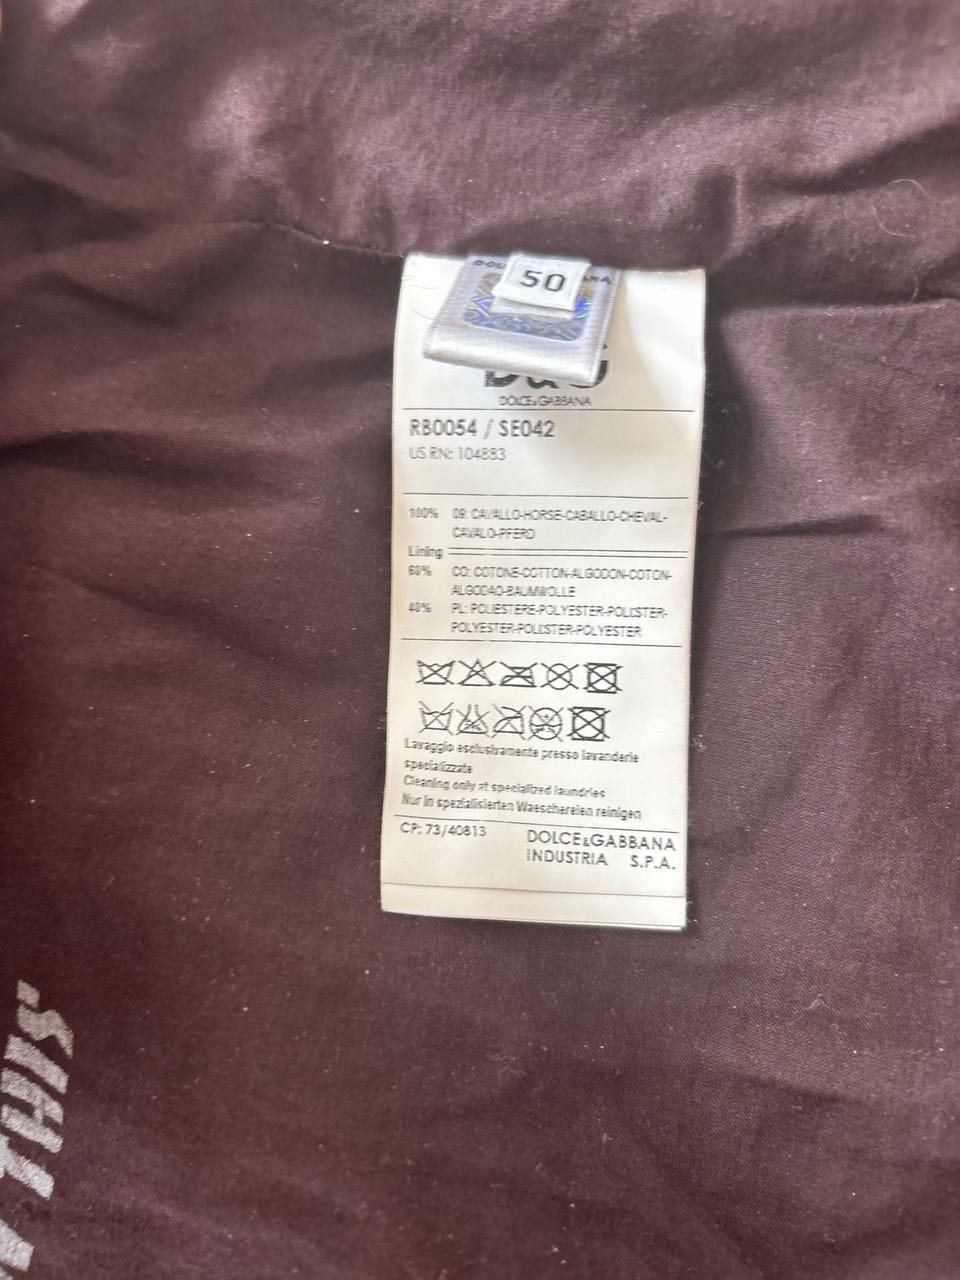 50
D&G
DOLCE&GABBANA
RB0054 / SE042
US RN: 104883
100% 09: CAVALLO-HORSE-CABALLO-CHEVAL-
CAVALO-PFERD
Lining
60% CO: COTONE-COTTON-ALGODON-COTON-
ALGODAO-BAUMWOLLE
40% PL: POLIESTERE-POLYESTER-POLIESTER-
POLYESTER-POLIESTER-POLYESTER
Lavaggio esclusivamente presso lavanderie
specializzate
Cleaning only at specialized laundries
Nur in spezialisierten Waeschereien reinigen
CP: 73/40813
DOLCE&GABBANA
INDUSTRIA S.P.A.
THIS